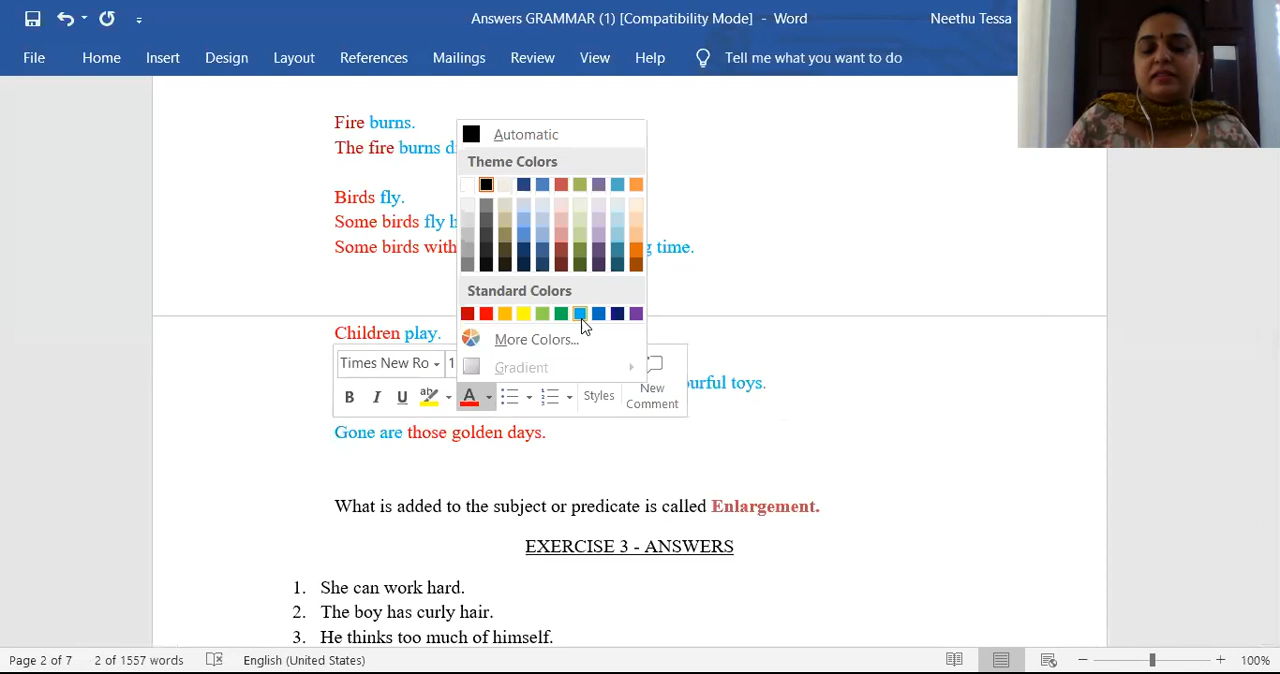 Answers GRAMMAR (1) [Compatibility Mode] - Word Neethu Tessa
File Home Insert Design Layout References Mailings Review View Help Tell me what you want to do
Fire burns.
The fire burns
Birds fly.
Some birds fly
Some birds with time.
Automatic
Theme Colors
Standard Colors
More Colors...
Gradient
Children play.
toys.
Times New Ro
B I U ab A Styles New Comment
Gone are those golden days.
What is added to the subject or predicate is called Enlargement.
EXERCISE 3 - ANSWERS
1. She can work hard.
2. The boy has curly hair.
3. He thinks too much of himself.
Page 2 of 7 2 of 1557 words English (United States) 100%